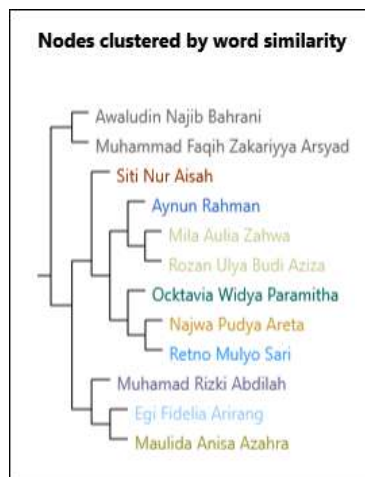 Nodes clustered by word similarity
Awaludin Najib Bahrani
Muhammad Faqih Zakariyya Arsyad
Siti Nur Aisah
Aynun Rahman
Mila Aulia Zahwa
Rozan Ulya Budi Aziza
Ocktavia Widya Paramitha
Najwa Pudya Areta
Retno Mulyo Sari
Muhamad Rizki Abdilah
Egi Fidelia Arirang
Maulida Anisa Azahra